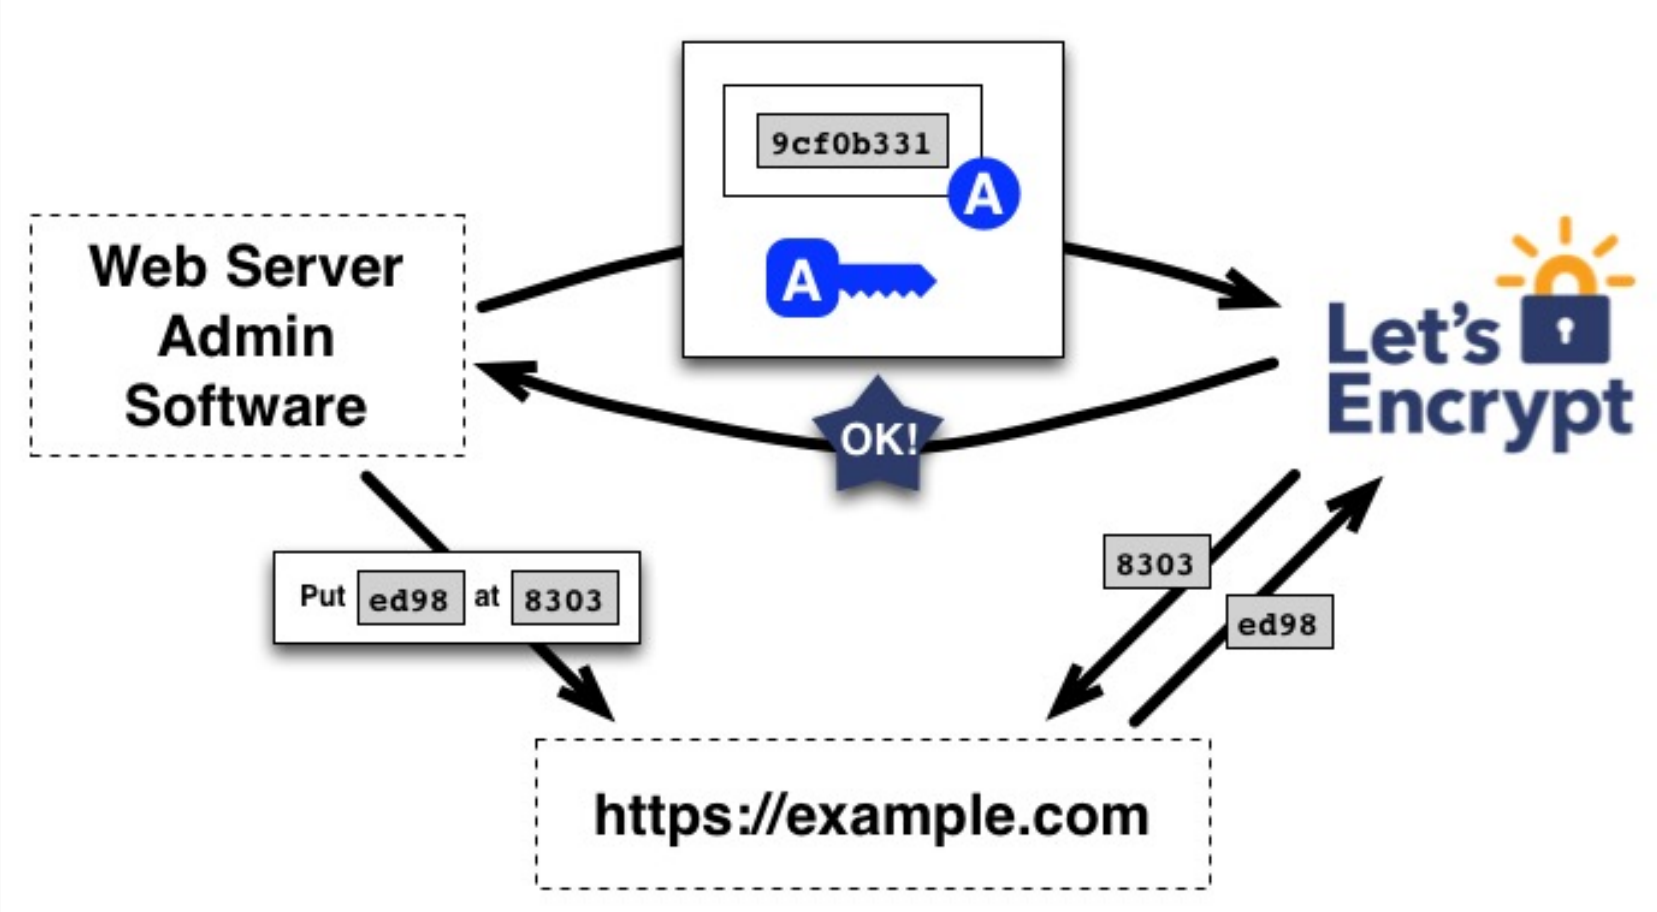 9cf0b331
A
A
Web Server
Admin
Software
Let's
Encrypt
OK!
Put ed98 at 8303
8303
ed98
https://example.com